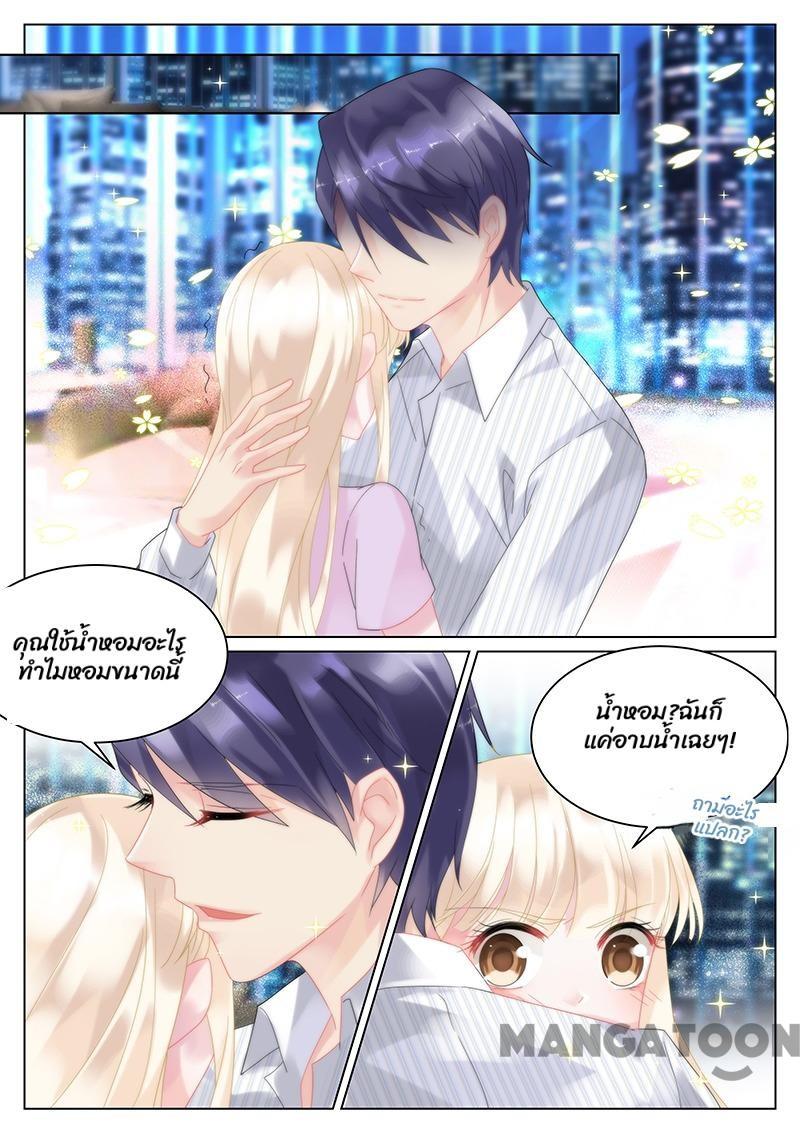 คุณใช้น้ำหอมอะไร
ทำไมหอมขนาดนี้
น้ำหอม?ฉันก็
แค่อาบน้ำเฉยๆ!
ถามอะไร
แปลก?
MANGATOON